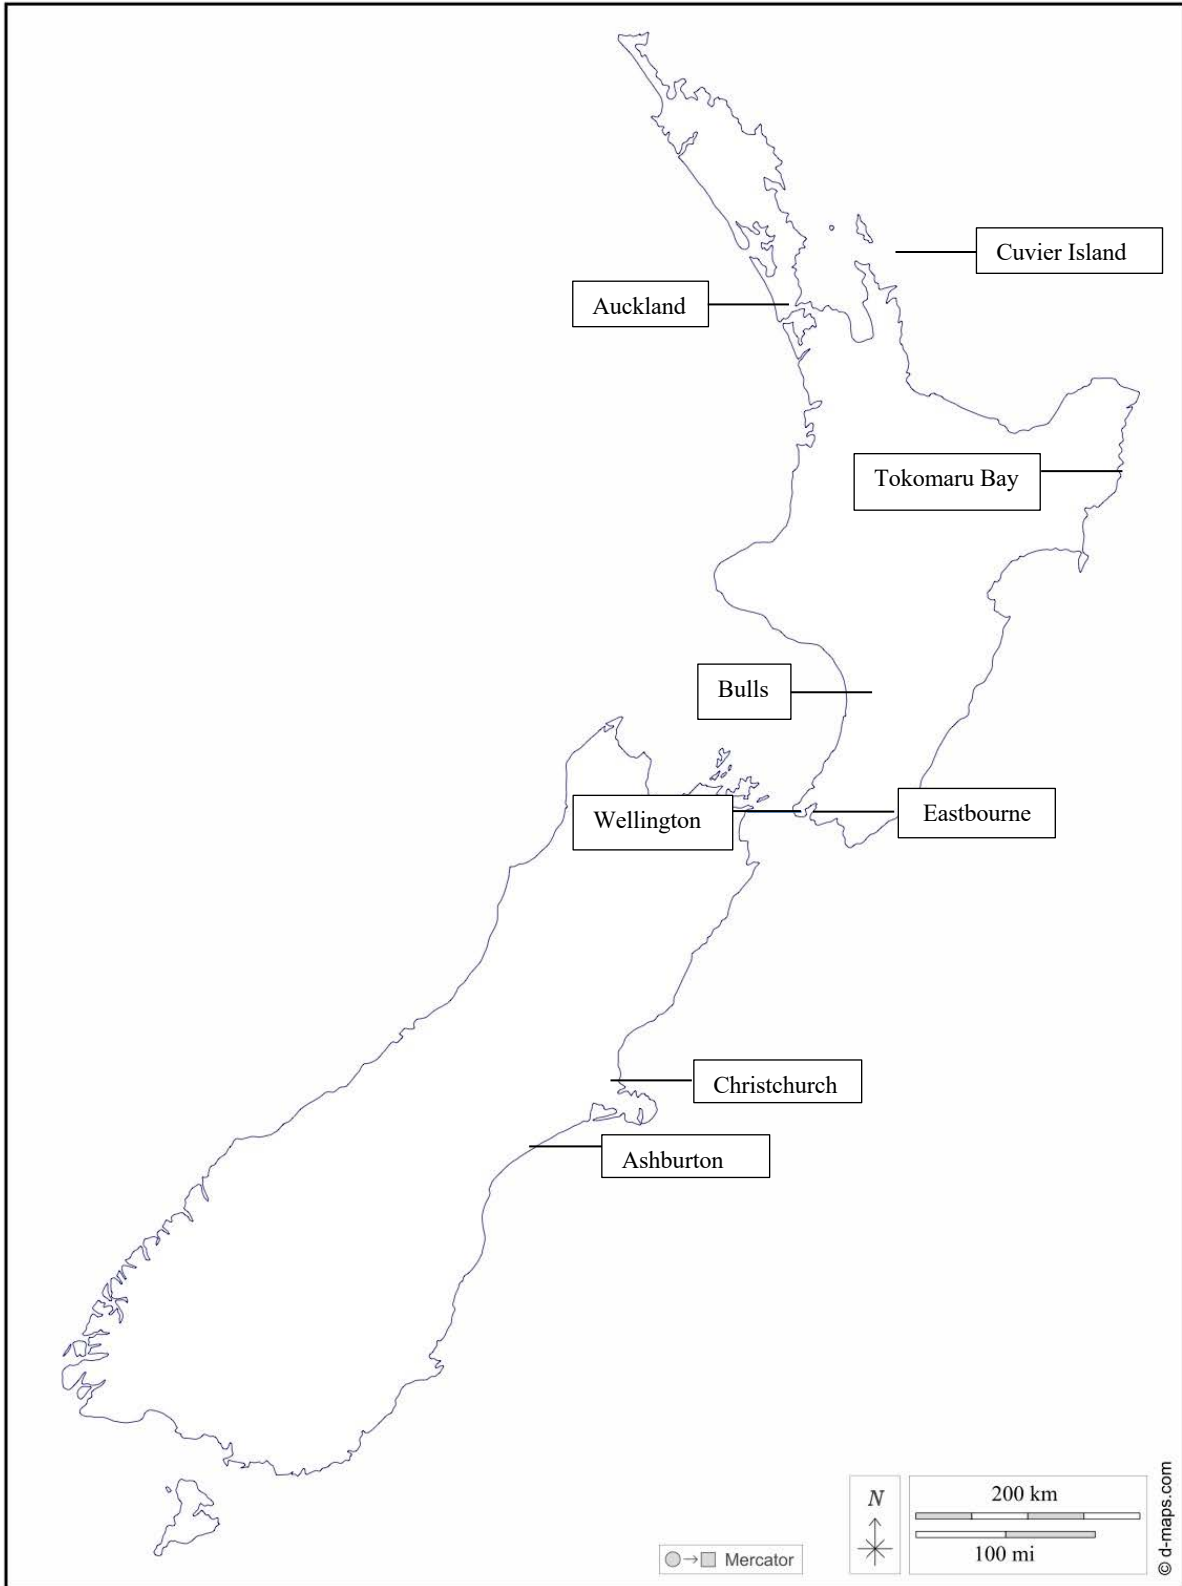 Cuvier Island
Auckland
Tokomaru Bay
Bulls
Wellington
Eastbourne
Christchurch
Ashburton
N
200 km
100 mi
Mercator
© d-maps.com